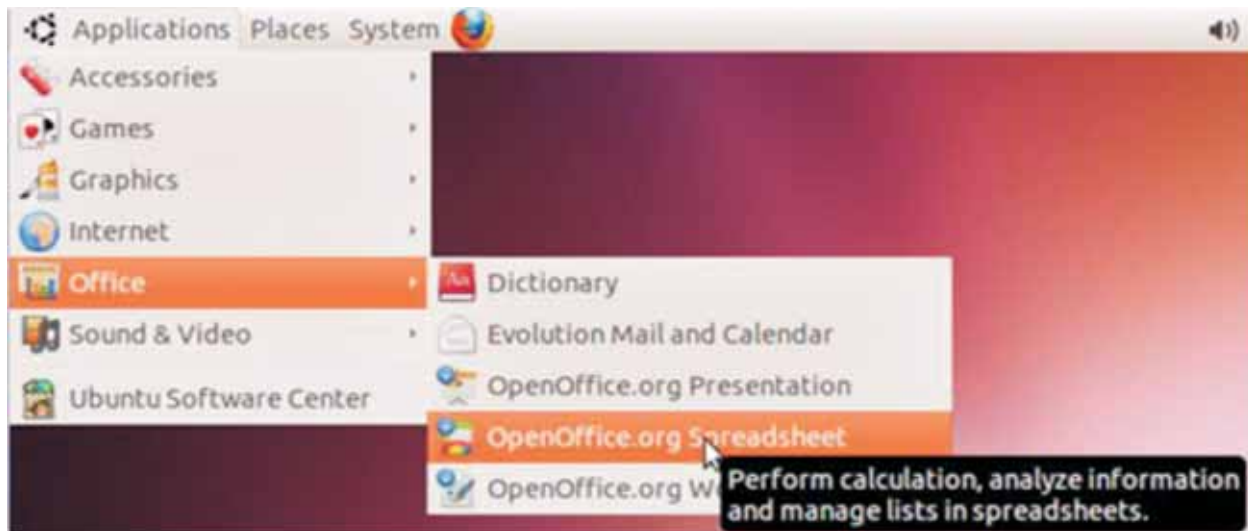 Applications Places System
Accessories
Games
Graphics
Internet
Office
Sound & Video
Ubuntu Software Center
Aa Dictionary
Evolution Mail and Calendar
OpenOffice.org Presentation
OpenOffice.org Spreadsheet
OpenOffice.org
Perform calculation, analyze information
and manage lists in spreadsheets.